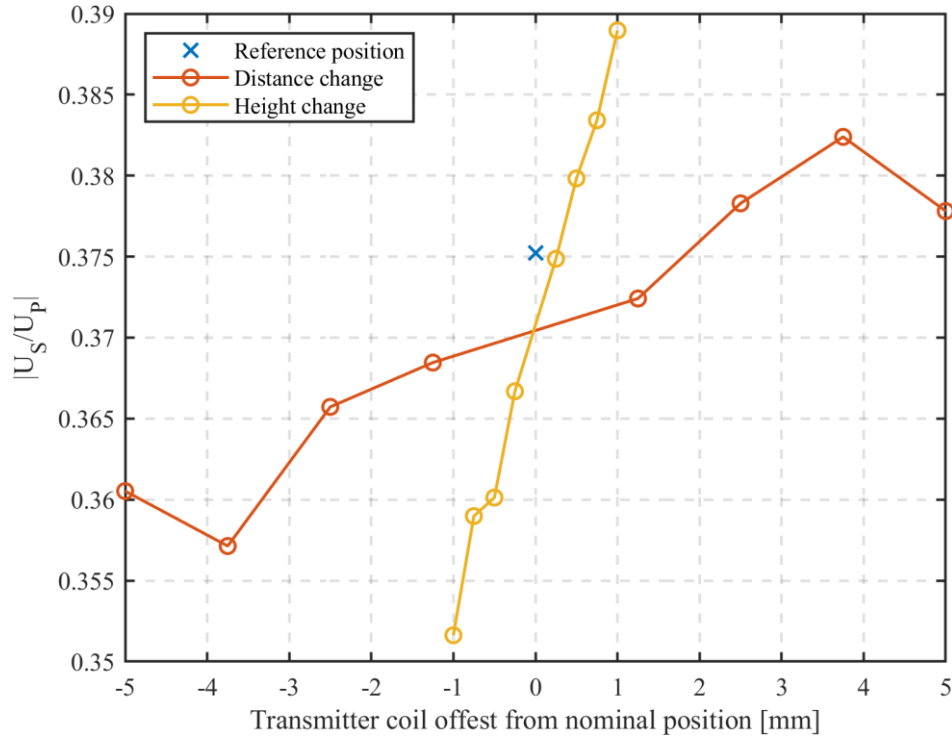 0.39
0.385
0.38
0.375
0.37
0.365
0.36
0.355
0.35
|U_S/U_P|
Reference position
Distance change
Height change
-5 -4 -3 -2 -1 0 1 2 3 4 5
Transmitter coil offest from nominal position [mm]